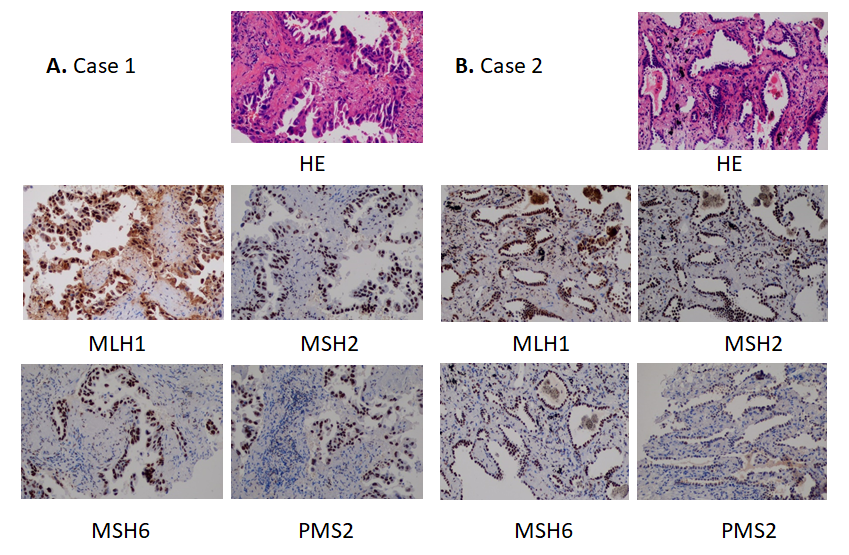 A. Case 1
B. Case 2
HE
HE
MLH1
MSH2
MLH1
MSH2
MSH6
PMS2
MSH6
PMS2